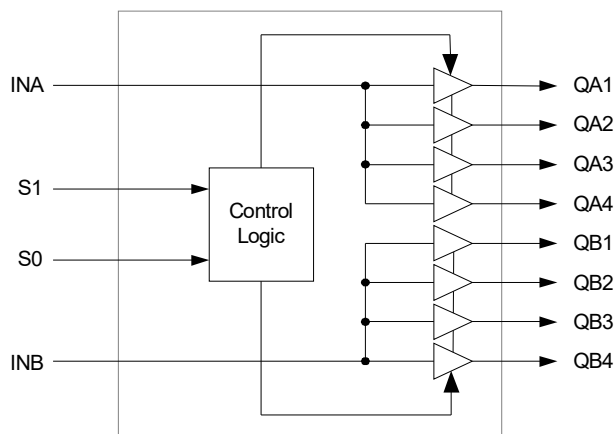 INA
QA1
QA2
QA3
S1
QA4
Control
Logic
QB1
S0
QB2
QB3
INB
QB4